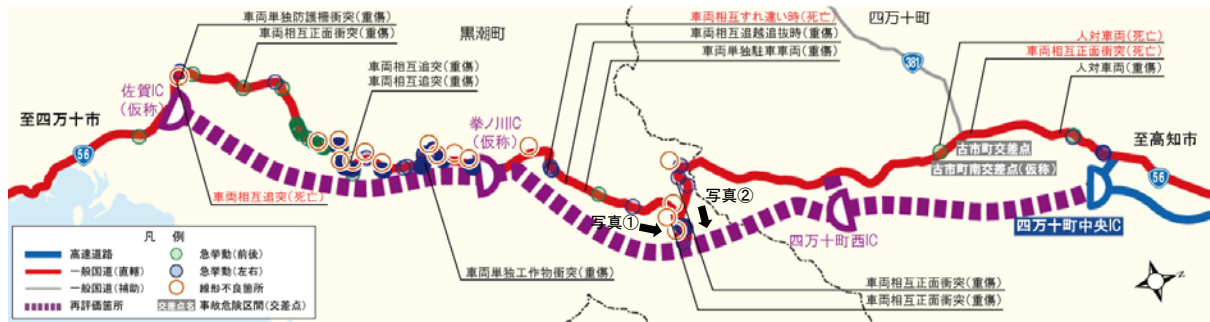 車両単独防護柵衝突(重傷)
車両相互正面衝突(重傷)
黒潮町
車両相互すれ違い時(死亡)
車両相互追越追抜時(重傷)
車両単独駐車車両(重傷)
四万十町
381
人対車両(死亡)
車両相互正面衝突(死亡)
人対車両(重傷)
車両相互追突(重傷)
車両相互追突(重傷)
佐賀IC
(仮称)
至四万十市
56
拳ノ川IC
(仮称)
古市町交差点
古市町南交差点(仮称)
至高知市
56
車両相互追突(死亡)
写真①
写真②
四万十町西IC
四万十町中央IC
車両単独工作物衝突(重傷)
車両相互正面衝突(重傷)
車両相互正面衝突(重傷)
凡 例
高速道路
急挙動(前後)
一般国道(直轄)
急挙動(左右)
一般国道(補助)
線形不良箇所
再評価箇所
交差点名 事故危険区間(交差点)